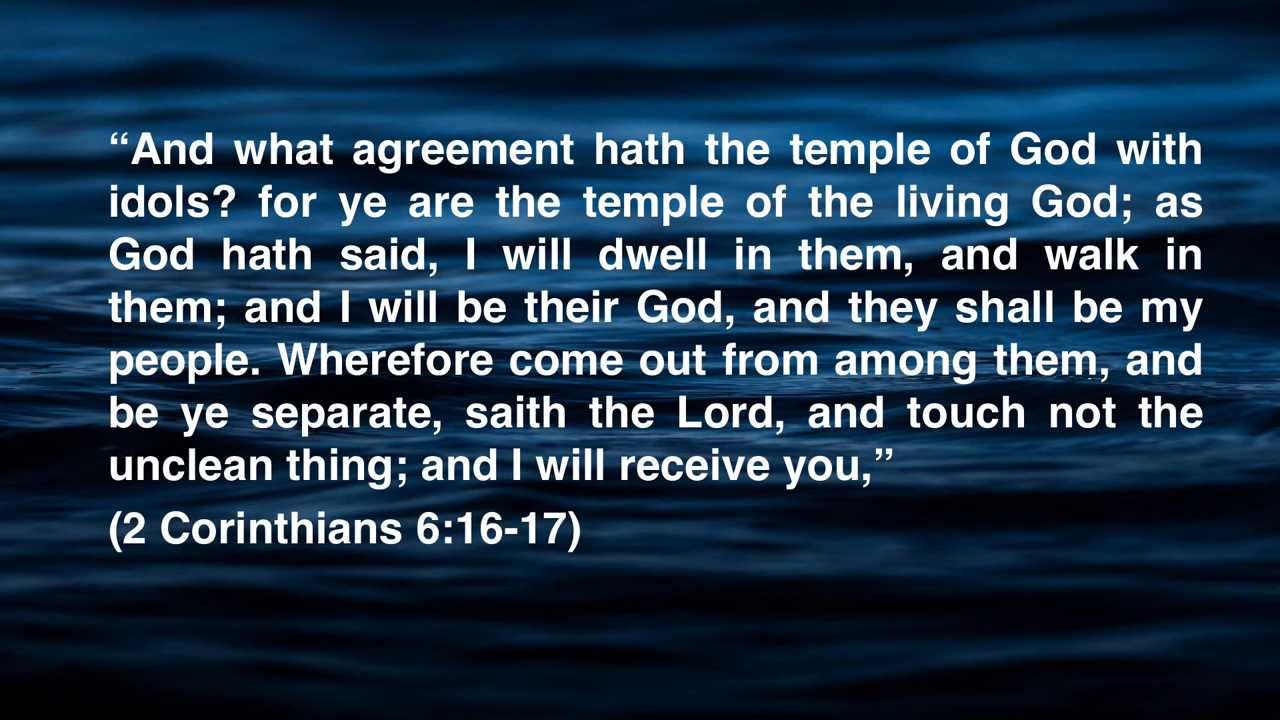 “And what agreement hath the temple of God with
idols? for ye are the temple of the living God; as
God hath said, I will dwell in them, and walk in
them; and I will be their God, and they shall be my
people. Wherefore come out from among them, and
be ye separate, saith the Lord, and touch not the
unclean thing; and I will receive you,”
(2 Corinthians 6:16-17)